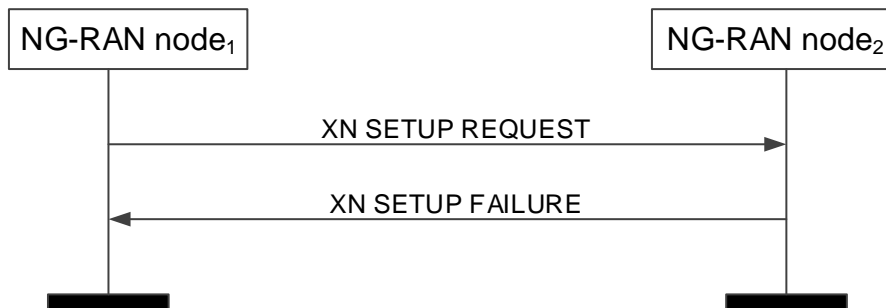 NG-RAN node₁
NG-RAN node₂
XN SETUP REQUEST
XN SETUP FAILURE